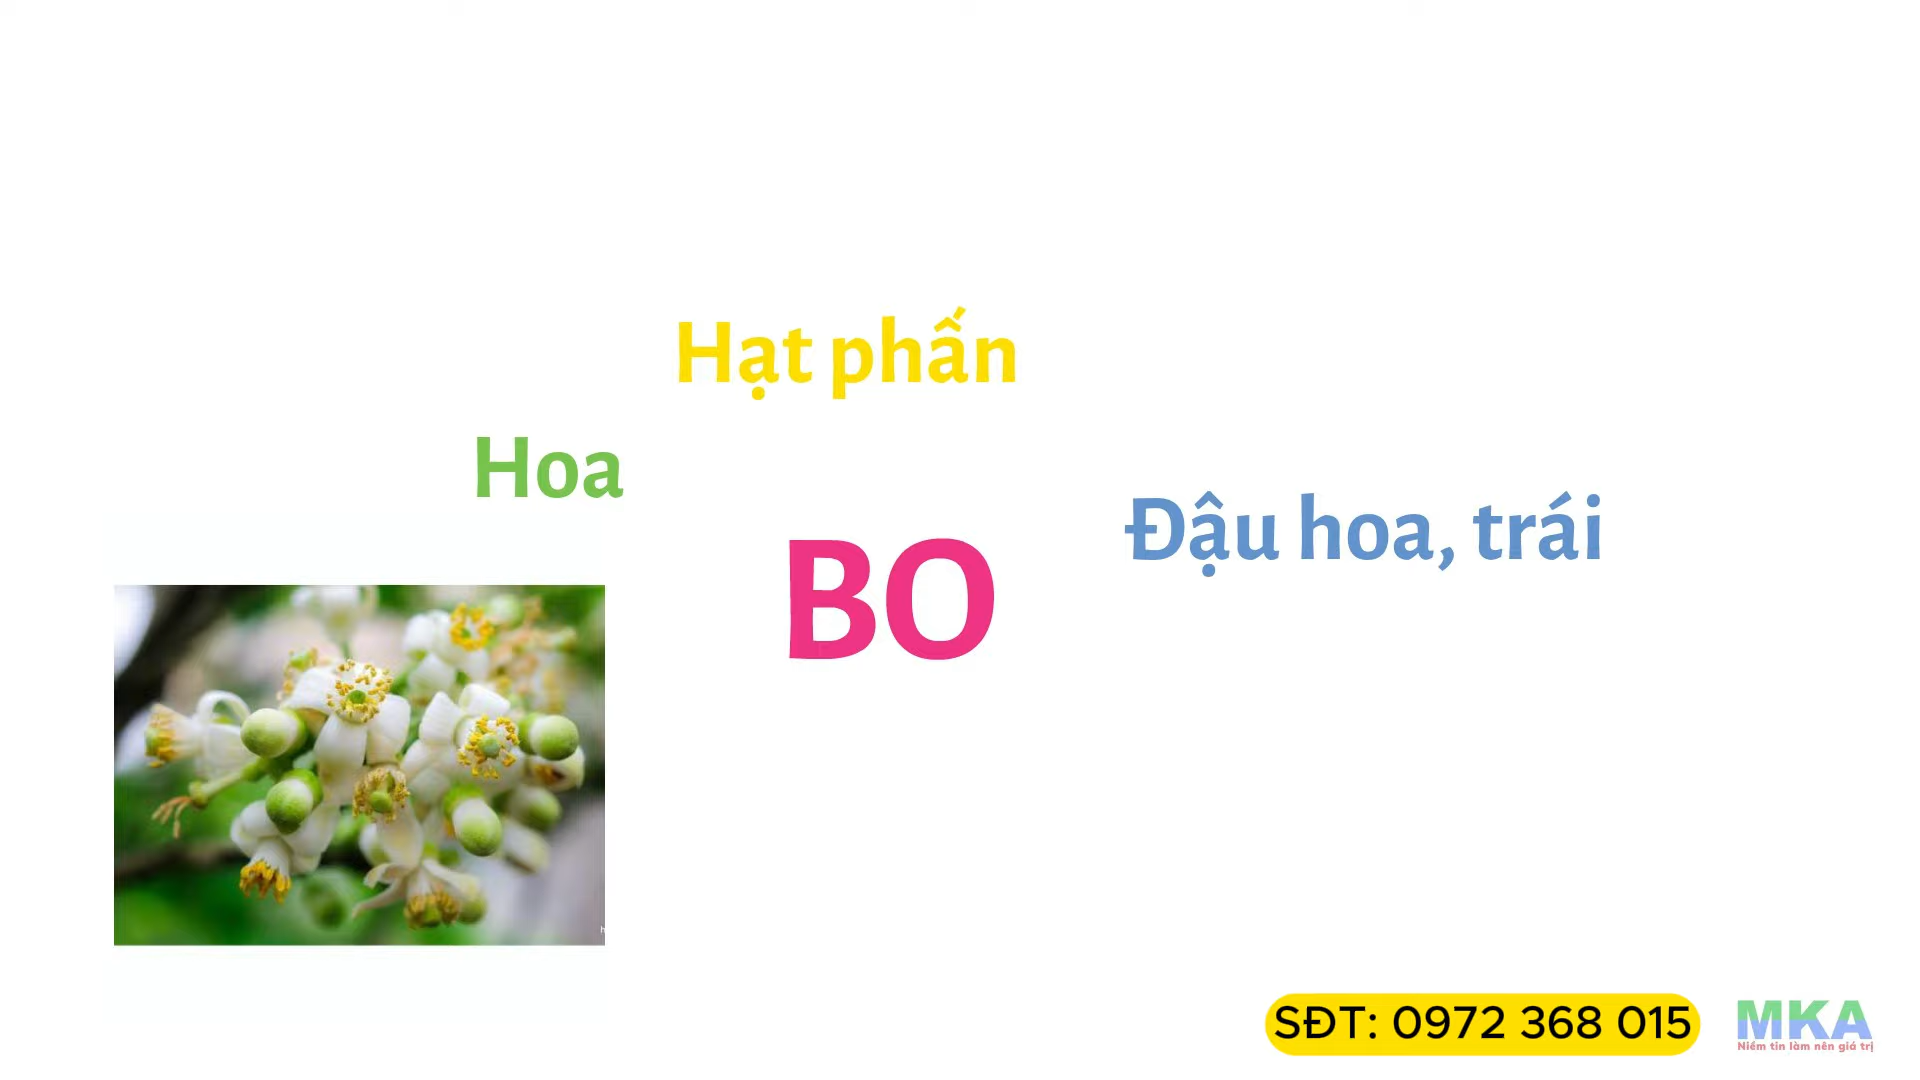 Hạt phấn
Hoa
Đậu hoa, trái
BO
SĐT: 0972 368 015
MKA
Niềm tin làm nên giá trị